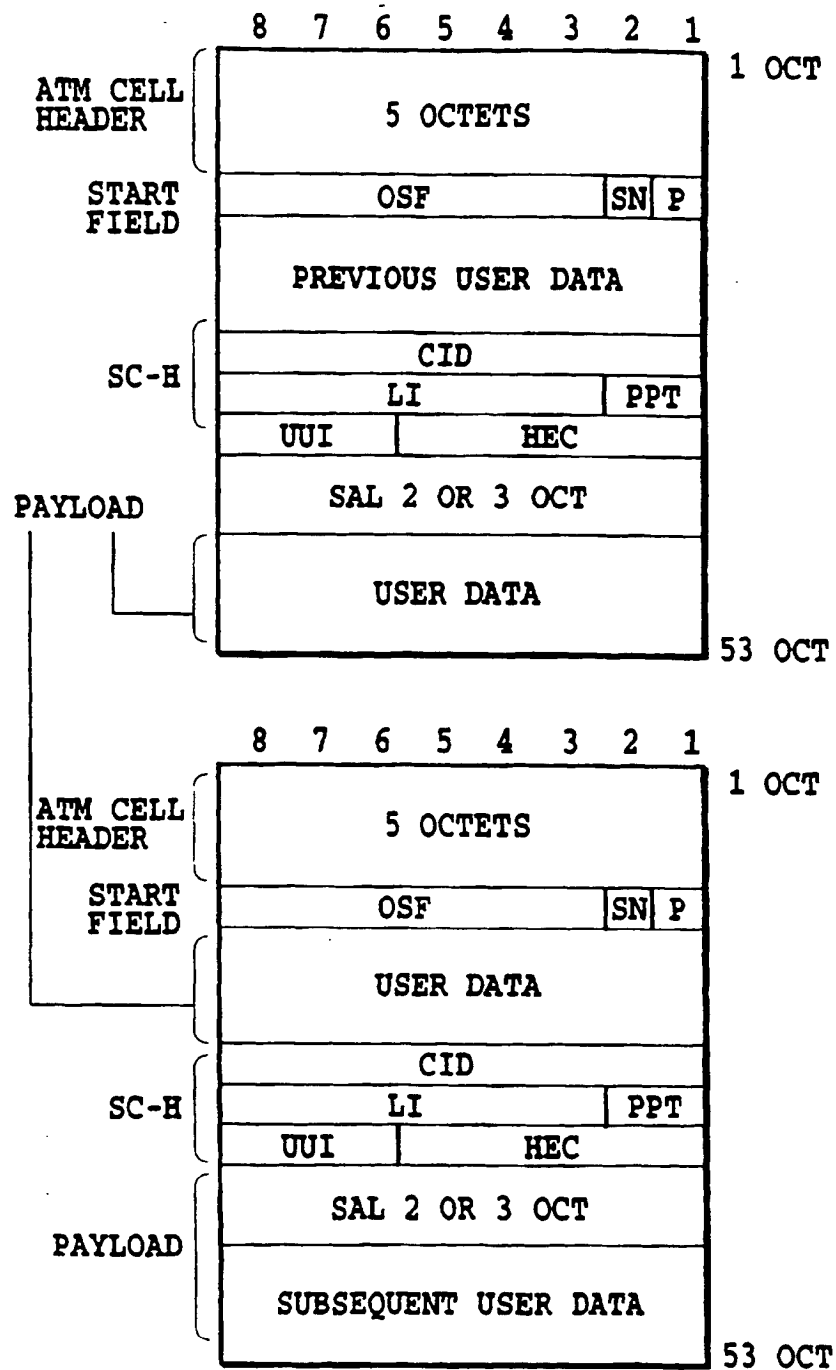 8 7 6 5 4 3 2 1
1 OCT
ATM CELL
HEADER
5 OCTETS
START
FIELD
OSF SN P
PREVIOUS USER DATA
SC-H
CID
LI PPT
UUI HEC
SAL 2 OR 3 OCT
PAYLOAD
USER DATA
53 OCT
8 7 6 5 4 3 2 1
1 OCT
ATM CELL
HEADER
5 OCTETS
START
FIELD
OSF SN P
USER DATA
SC-H
CID
LI PPT
UUI HEC
SAL 2 OR 3 OCT
PAYLOAD
SUBSEQUENT USER DATA
53 OCT